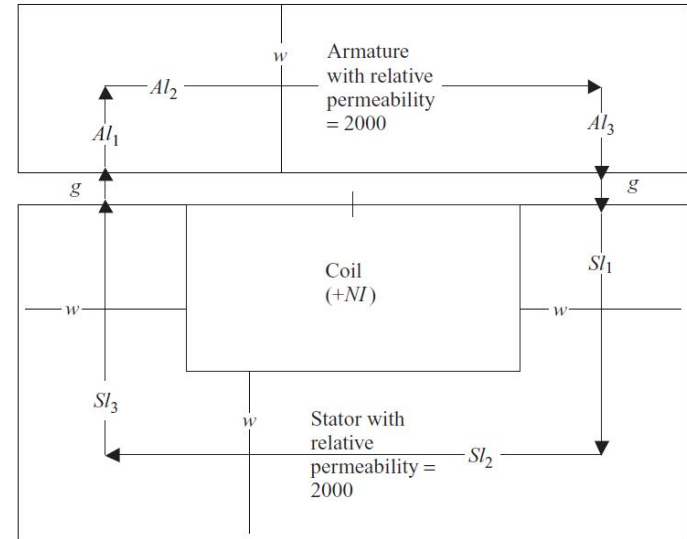 w
Armature
with relative
permeability
= 2000
Al₂
Al₁
Al₃
g
g
Coil
(+NI)
Sl₁
w
w
Sl₃
w
Stator with
relative
permeability =
2000
Sl₂